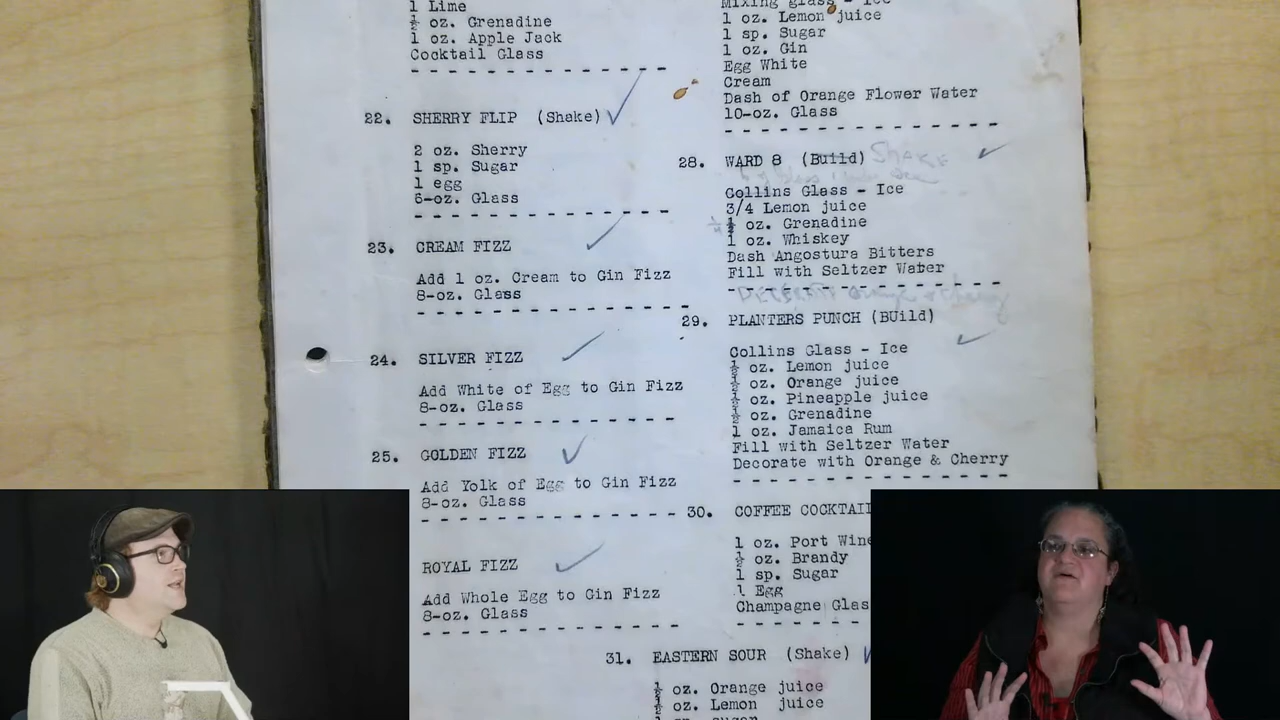 1 Lime
½ oz. Grenadine
1 oz. Apple Jack
Cocktail Glass
22. SHERRY FLIP (Shake)
2 oz. Sherry
1 sp. Sugar
1 egg
6-oz. Glass
23. CREAM FIZZ
Add 1 oz. Cream to Gin Fizz
8-oz. Glass
24. SILVER FIZZ
Add White of Egg to Gin Fizz
8-oz. Glass
25. GOLDEN FIZZ
Add Yolk of Egg to Gin Fizz
8-oz. Glass
ROYAL FIZZ
Add Whole Egg to Gin Fizz
8-oz. Glass
Mixing glass - Ice
1 oz. Lemon juice
1 sp. Sugar
1 oz. Gin
Egg White
Cream
Dash of Orange Flower Water
10-oz. Glass
28. WARD 8 (Build) SHAKE
Collins Glass - Ice
3/4 Lemon juice
½ oz. Grenadine
1 oz. Whiskey
Dash Angostura Bitters
Fill with Seltzer Water
29. PLANTERS PUNCH (BUild)
Collins Glass - Ice
½ oz. Lemon juice
½ oz. Orange juice
½ oz. Pineapple juice
½ oz. Grenadine
1 oz. Jamaica Rum
Fill with Seltzer Water
Decorate with Orange & Cherry
30. COFFEE COCKTAIL
1 oz. Port Wine
½ oz. Brandy
1 sp. Sugar
1 Egg
Champagne Glas
31. EASTERN SOUR (Shake)
½ oz. Orange juice
½ oz. Lemon juice
1 sp. sugar